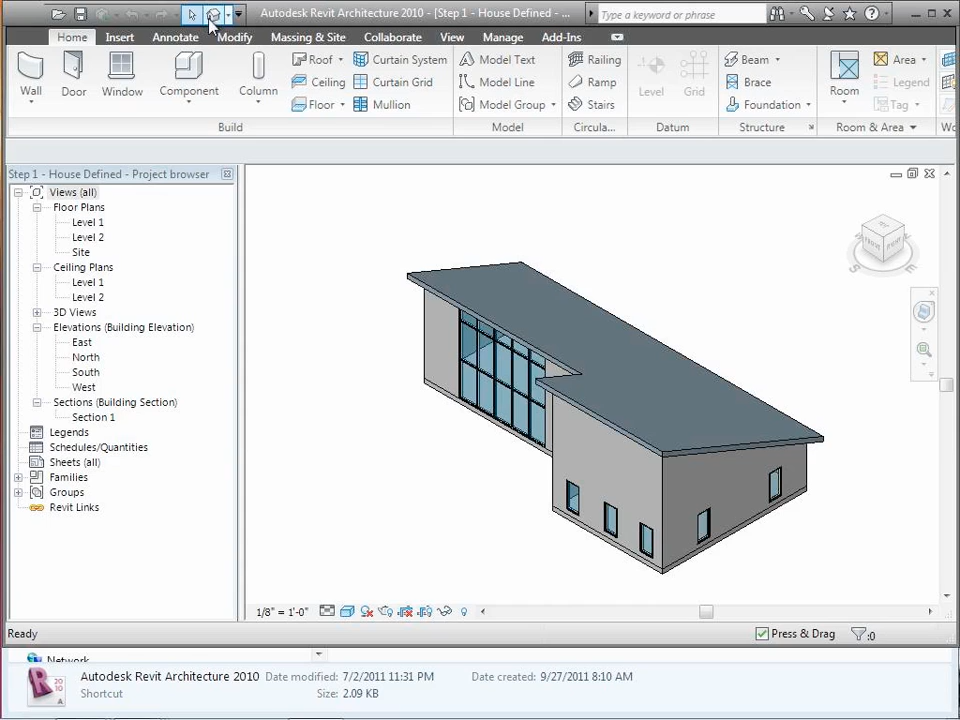 Autodesk Revit Architecture 2010 - [Step 1 - House Defined - ...
Type a keyword or phrase
Home Insert Annotate Modify Massing & Site Collaborate View Manage Add-Ins
Wall Door Window Component Column
Roof Curtain System
Ceiling Curtain Grid
Floor Mullion
Model Text
Model Line
Model Group
Railing
Ramp
Stairs
Level Grid
Beam
Brace
Foundation
Room
Area
Legend
Tag
Build Model Circula... Datum Structure Room & Area
Step 1 - House Defined - Project browser
Views (all)
Floor Plans
Level 1
Level 2
Site
Ceiling Plans
Level 1
Level 2
3D Views
Elevations (Building Elevation)
East
North
South
West
Sections (Building Section)
Section 1
Legends
Schedules/Quantities
Sheets (all)
Families
Groups
Revit Links
S E
1/8" = 1'-0"
Ready Press & Drag :0
Network
Autodesk Revit Architecture 2010 Date modified: 7/2/2011 11:31 PM Date created: 9/27/2011 8:10 AM
Shortcut Size: 2.09 KB